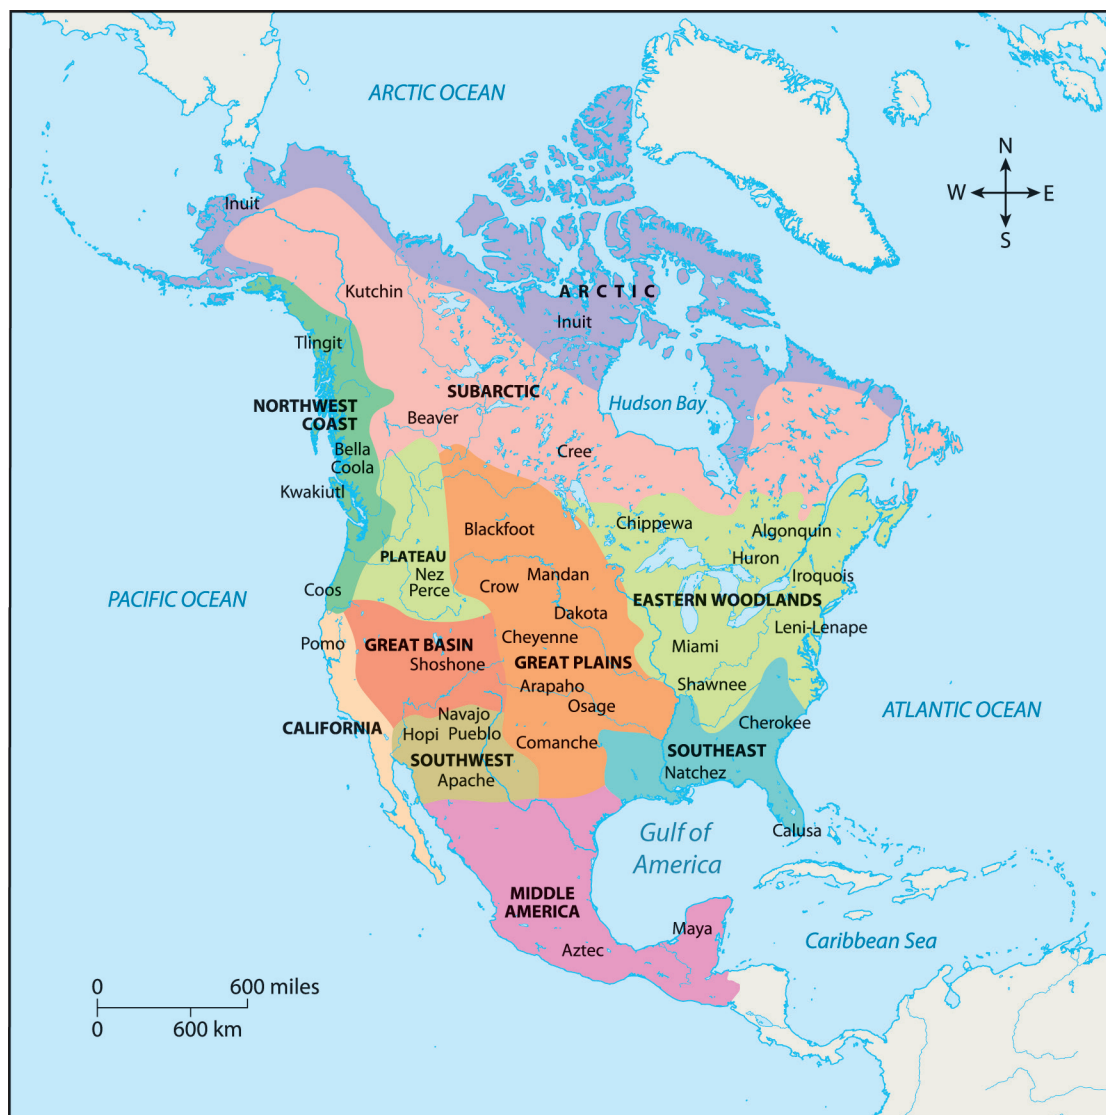 ARCTIC OCEAN
N
W
E
S
Inuit
Kutchin
ARCTIC
Inuit
Tlingit
SUBARCTIC
Hudson Bay
NORTHWEST
COAST
Beaver
Bella
Coola
Cree
Kwakiutl
Blackfoot
Chippewa
Algonquin
PLATEAU
Nez
Perce
Huron
Mandan
Iroquois
Crow
Coos
PACIFIC OCEAN
EASTERN WOODLANDS
Dakota
Leni-Lenape
Pomo
GREAT BASIN
Shoshone
Cheyenne
GREAT PLAINS
Miami
Arapaho
Shawnee
Osage
ATLANTIC OCEAN
CALIFORNIA
Navajo
Hopi
Pueblo
Cherokee
Comanche
SOUTHWEST
SOUTHEAST
Apache
Natchez
Calusa
Gulf of
America
MIDDLE
AMERICA
Maya
Aztec
Caribbean Sea
0
600 miles
0
600 km